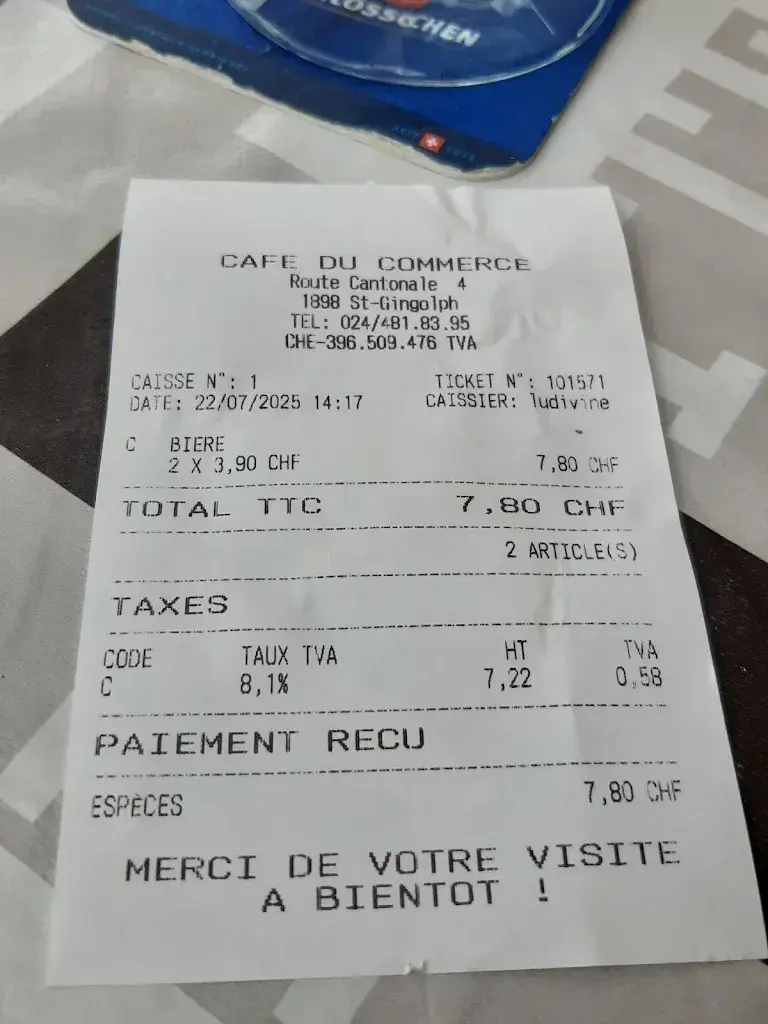 CAFE DU COMMERCE
Route Cantonale 4
1898 St-Gingolph
TEL: 024/481.83.95
CHE-396.509.476 TVA
CAISSE N°: 1 TICKET N°: 101571
DATE: 22/07/2025 14:17 CAISSIER: ludivine
C BIERE
2 X 3,90 CHF 7,80 CHF
TOTAL TTC 7,80 CHF
2 ARTICLE(S)
TAXES
CODE TAUX TVA HT TVA
C 8,1% 7,22 0,58
PAIEMENT RECU
ESPÈCES 7,80 CHF
MERCI DE VOTRE VISITE
A BIENTOT !